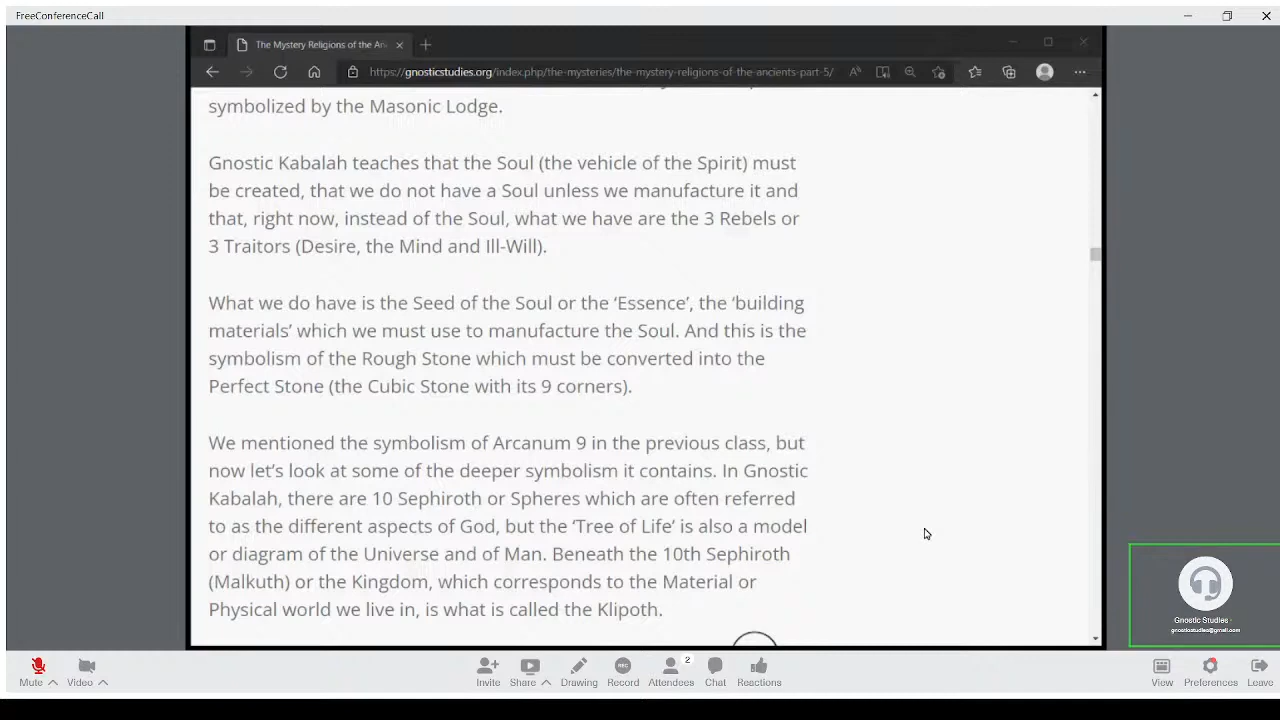 FreeConferenceCall
The Mystery Religions of the An
https://gnosticstudies.org/index.php/the-mysteries/the-mystery-religions-of-the-ancients-part-5/
symbolized by the Masonic Lodge.
Gnostic Kabalah teaches that the Soul (the vehicle of the Spirit) must
be created, that we do not have a Soul unless we manufacture it and
that, right now, instead of the Soul, what we have are the 3 Rebels or
3 Traitors (Desire, the Mind and Ill-Will).
What we do have is the Seed of the Soul or the ‘Essence’, the ‘building
materials’ which we must use to manufacture the Soul. And this is the
symbolism of the Rough Stone which must be converted into the
Perfect Stone (the Cubic Stone with its 9 corners).
We mentioned the symbolism of Arcanum 9 in the previous class, but
now let’s look at some of the deeper symbolism it contains. In Gnostic
Kabalah, there are 10 Sephiroth or Spheres which are often referred
to as the different aspects of God, but the ‘Tree of Life’ is also a model
or diagram of the Universe and of Man. Beneath the 10th Sephiroth
(Malkuth) or the Kingdom, which corresponds to the Material or
Physical world we live in, is what is called the Klipoth.
Gnostic Studies
gnosticstudies@gmail.com
Mute Video Invite Share Drawing REC Record Attendees 2 Chat Reactions View Preferences Leave